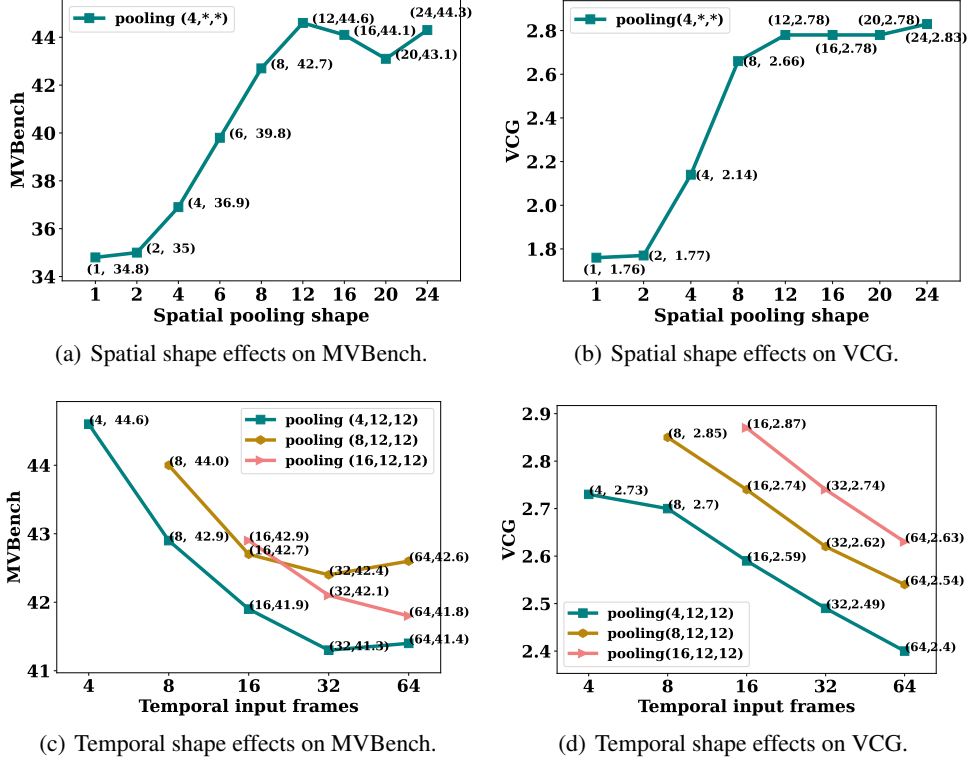 pooling (4,*,*)
(12,44.6)
(24,44.3)
(16,44.1)
(20,43.1)
(8, 42.7)
(6, 39.8)
(4, 36.9)
(2, 35)
(1, 34.8)
44
42
40
38
36
34
MVBench
1 2 4 6 8 12 16 20 24
Spatial pooling shape
(a) Spatial shape effects on MVBench.
pooling(4,*,*)
(12,2.78)
(20,2.78)
(24,2.83)
(16,2.78)
(8, 2.66)
(4, 2.14)
(2, 1.77)
(1, 1.76)
2.8
2.6
2.4
2.2
2.0
1.8
VCG
1 2 4 8 12 16 20 24
Spatial pooling shape
(b) Spatial shape effects on VCG.
pooling (4,12,12)
pooling (8,12,12)
pooling (16,12,12)
(4, 44.6)
(8, 44.0)
(8, 42.9)
(16,42.9)
(16,42.7)
(32,42.4)
(64,42.6)
(32,42.1)
(16,41.9)
(64,41.8)
(32,41.3)
(64,41.4)
44
43
42
41
MVBench
4 8 16 32 64
Temporal input frames
(c) Temporal shape effects on MVBench.
(16,2.87)
(8, 2.85)
(4, 2.73)
(8, 2.7)
(16,2.74)
(32,2.74)
(16,2.59)
(32,2.62)
(64,2.63)
(32,2.49)
(64,2.54)
(64,2.4)
pooling(4,12,12)
pooling(8,12,12)
pooling(16,12,12)
2.9
2.8
2.7
2.6
2.5
2.4
VCG
4 8 16 32 64
Temporal input frames
(d) Temporal shape effects on VCG.